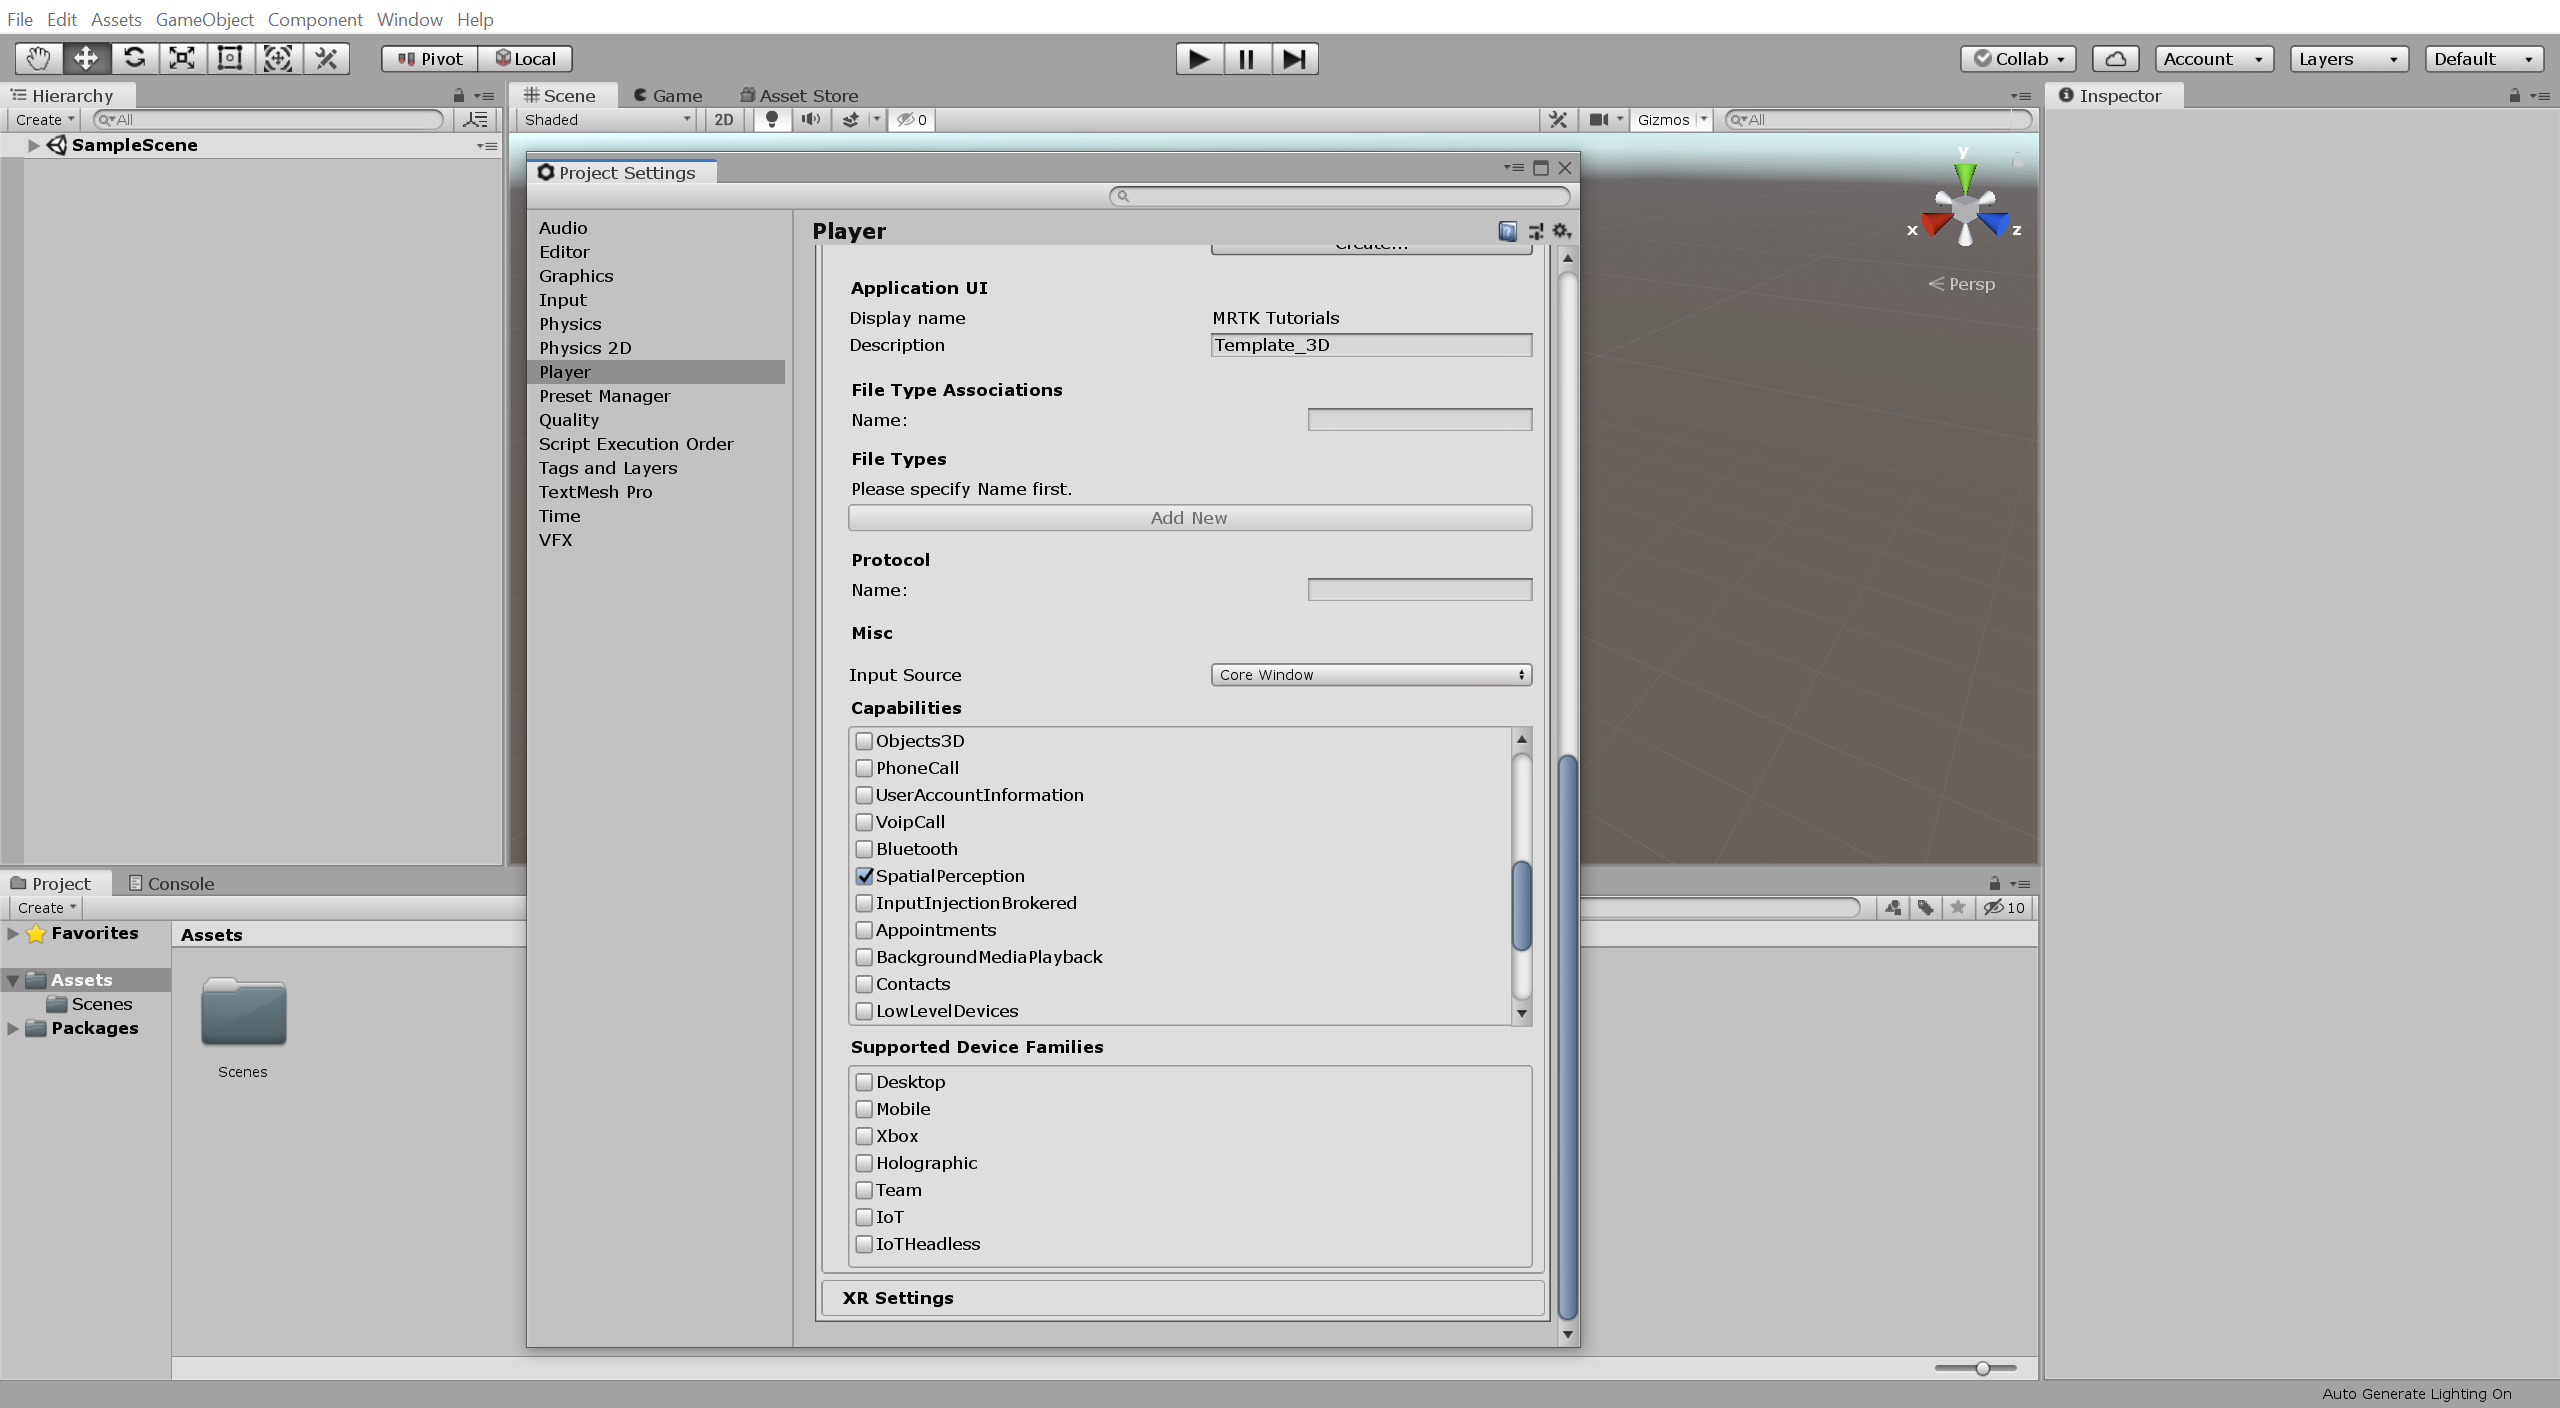 File Edit Assets GameObject Component Window Help
Pivot Local Collab Account Layers Default
Hierarchy Scene Game Asset Store Inspector
Create All Shaded 2D 0 Gizmos All
SampleScene
y
x z
Persp
Project Settings
Audio
Editor
Graphics
Input
Physics
Physics 2D
Player
Preset Manager
Quality
Script Execution Order
Tags and Layers
TextMesh Pro
Time
VFX
Player
Create...
Application UI
Display name MRTK Tutorials
Description Template_3D
File Type Associations
Name:
File Types
Please specify Name first.
Add New
Protocol
Name:
Misc
Input Source Core Window
Capabilities
Objects3D
PhoneCall
UserAccountInformation
VoipCall
Bluetooth
SpatialPerception
InputInjectionBrokered
Appointments
BackgroundMediaPlayback
Contacts
LowLevelDevices
Supported Device Families
Desktop
Mobile
Xbox
Holographic
Team
IoT
IoTHeadless
XR Settings
Project Console
Create 10
Favorites
Assets
Scenes
Packages
Assets
Scenes
Auto Generate Lighting On